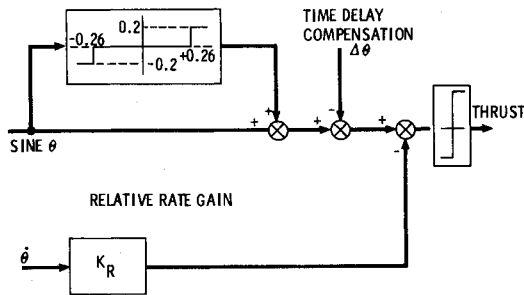 TIME DELAY
COMPENSATION
Δθ
0.2
-0.26
+0.26
-0.2
-
+
+
+
+
-
THRUST
SINE θ
RELATIVE RATE GAIN
θ̇
K_R